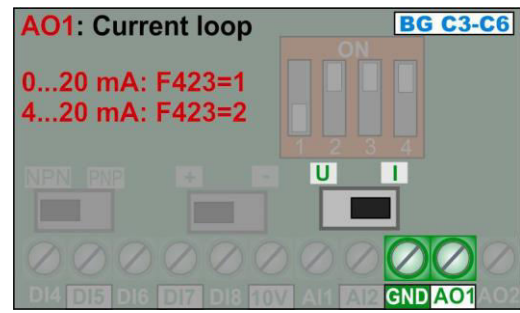 AO1: Current loop BG C3-C6
ON
0...20 mA: F423=1
4...20 mA: F423=2
1 2 3 4
NPN PNP + - U I
DI4 DI5 DI6 DI7 DI8 10V AI1 AI2 GND AO1 AO2